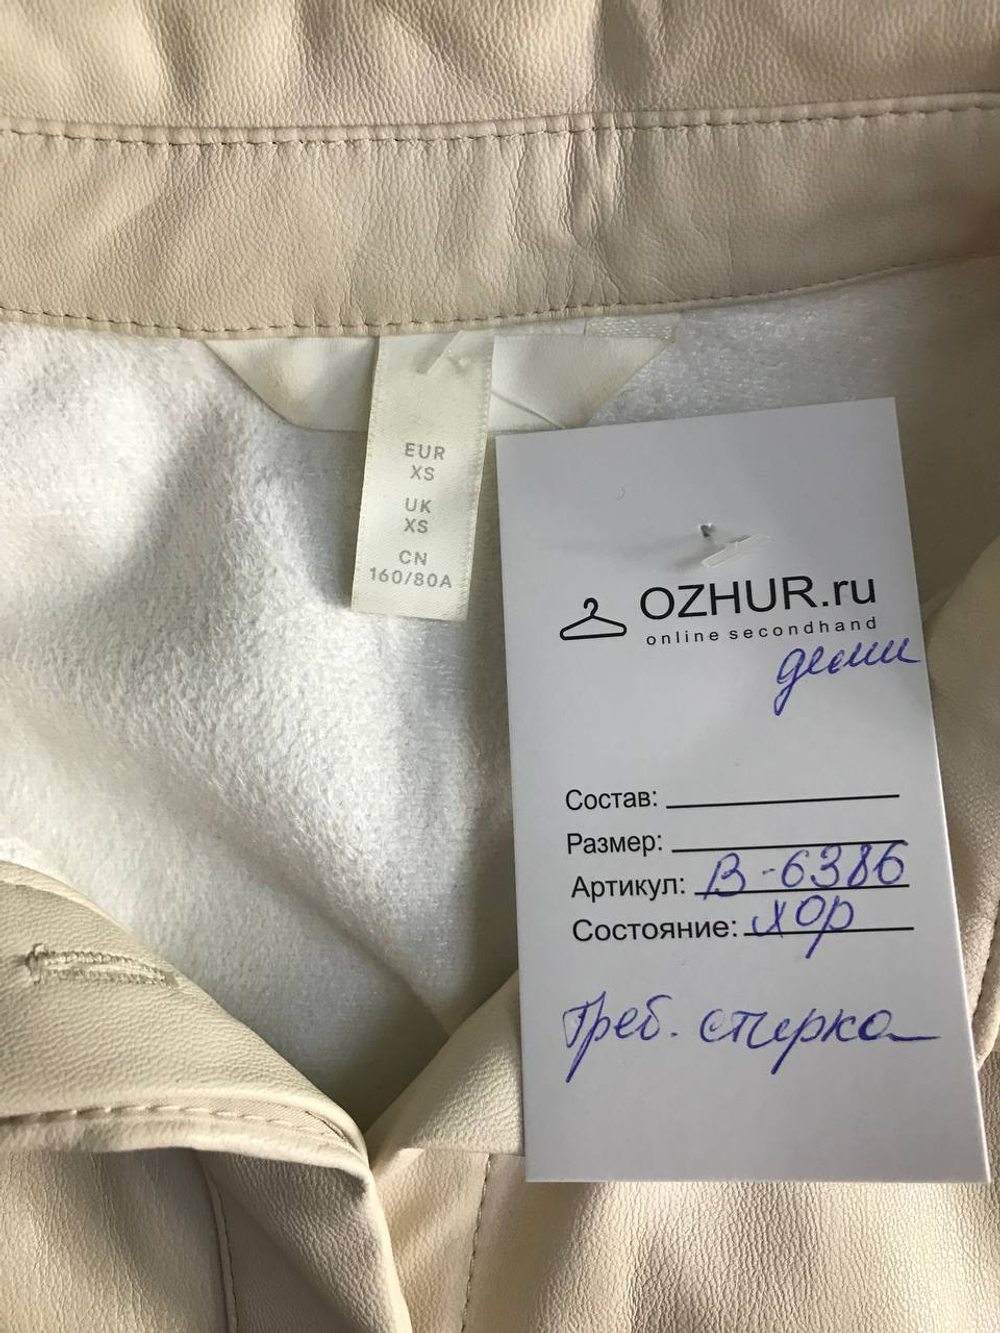 EUR
XS
UK
XS
CN
160/80A
OZHUR.ru
online secondhand
деми
Состав:
Размер:
Артикул: В-6386
Состояние: хор
Треб. стирка